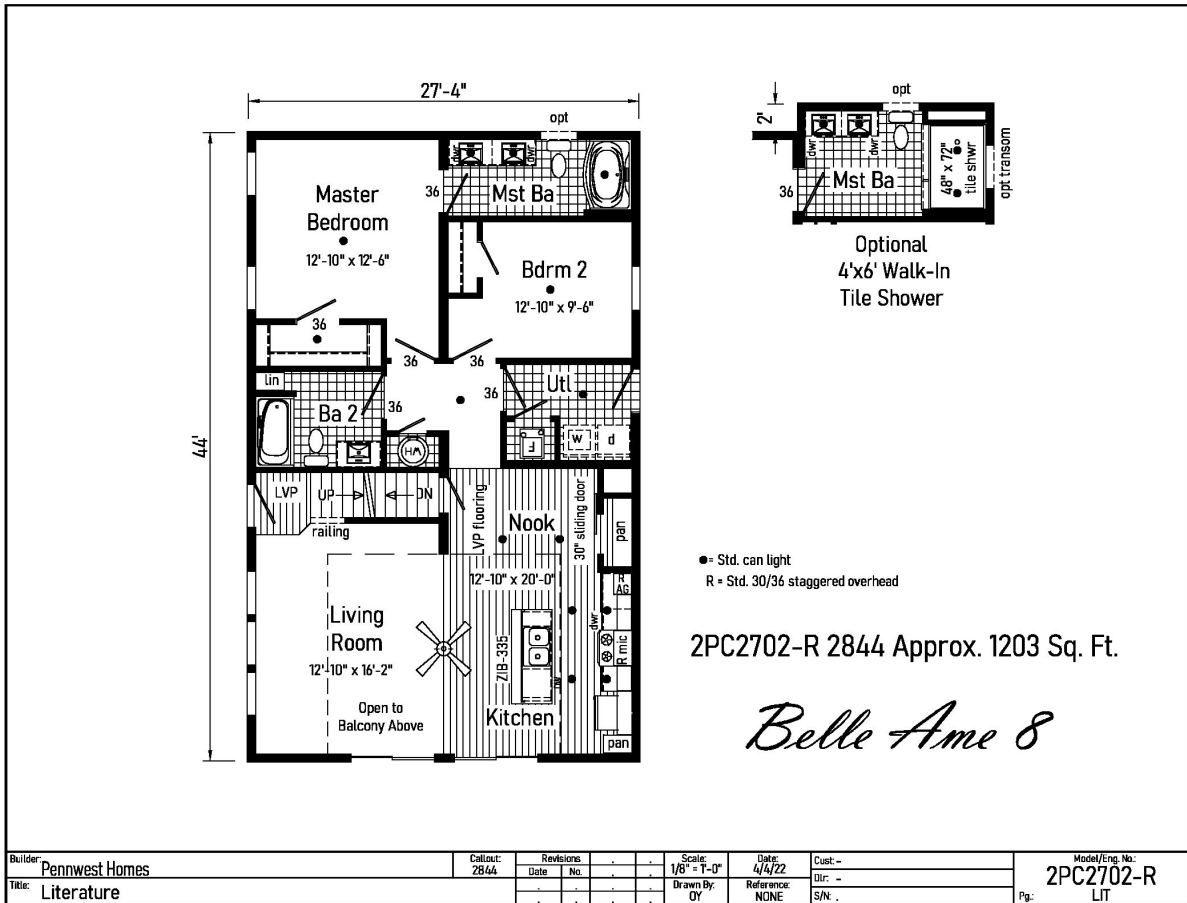 27'-4"
opt
44'
Master
Bedroom
12'-10" x 12'-6"
36
dwr
dwr
36
Mst Ba
Bdrm 2
12'-10" x 9'-6"
36
36
lin
Ba 2
36
36
Utl
WH
F
W
D
LVP
UP
DN
railing
LVP flooring
Nook
30" sliding door
pan
12'-10" x 20'-0"
R
AG
dwr
R mic
Living
Room
12'-10" x 16'-2"
ZIB-335
DW
Open to
Balcony Above
Kitchen
pan
opt
2'
dwr
dwr
36
Mst Ba
48" x 72"
tile shwr
opt transom
Optional
4'x6' Walk-In
Tile Shower
●= Std. can light
R = Std. 30/36 staggered overhead
2PC2702-R 2844 Approx. 1203 Sq. Ft.
Belle Ame 8
Builder: Pennwest Homes
Title: Literature
Callout:
2844
Revisions
Date No.
Scale:
1/8" = 1'-0"
Date:
4/4/22
Drawn By:
OY
Reference:
NONE
Cust: -
Dlr: -
S/N: .
Model/Eng. No.:
2PC2702-R
Pg.: LIT